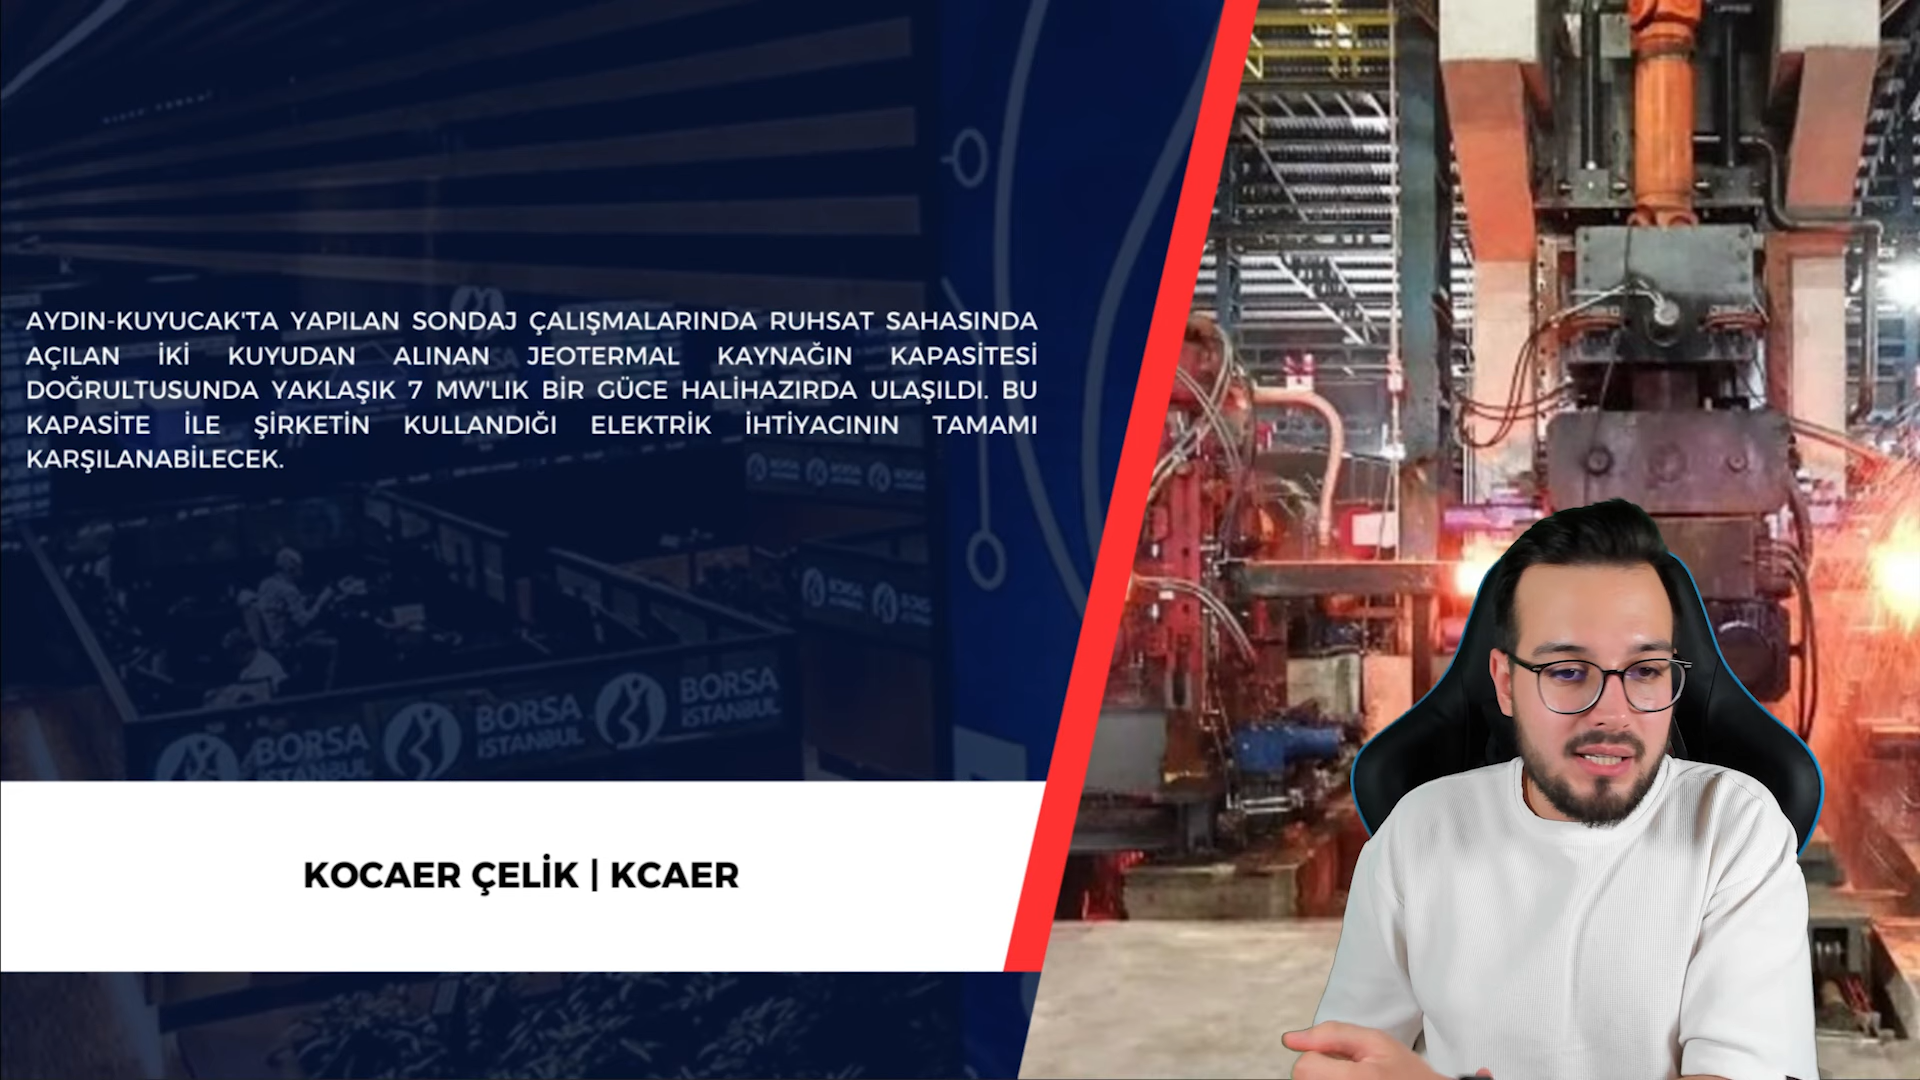 AYDIN-KUYUCAK'TA YAPILAN SONDAJ ÇALIŞMALARINDA RUHSAT SAHASINDA
AÇILAN İKİ KUYUDAN ALINAN JEOTERMAL KAYNAĞIN KAPASİTESİ
DOĞRULTUSUNDA YAKLAŞIK 7 MW'LIK BİR GÜCE HALİHAZIRDA ULAŞILDI. BU
KAPASİTE İLE ŞİRKETİN KULLANDIĞI ELEKTRİK İHTİYACININ TAMAMI
KARŞILANABİLECEK.
BORSA
İSTANBUL
BORSA
İSTANBUL
BORSA
İSTANBUL
KOCAER ÇELİK | KCAER